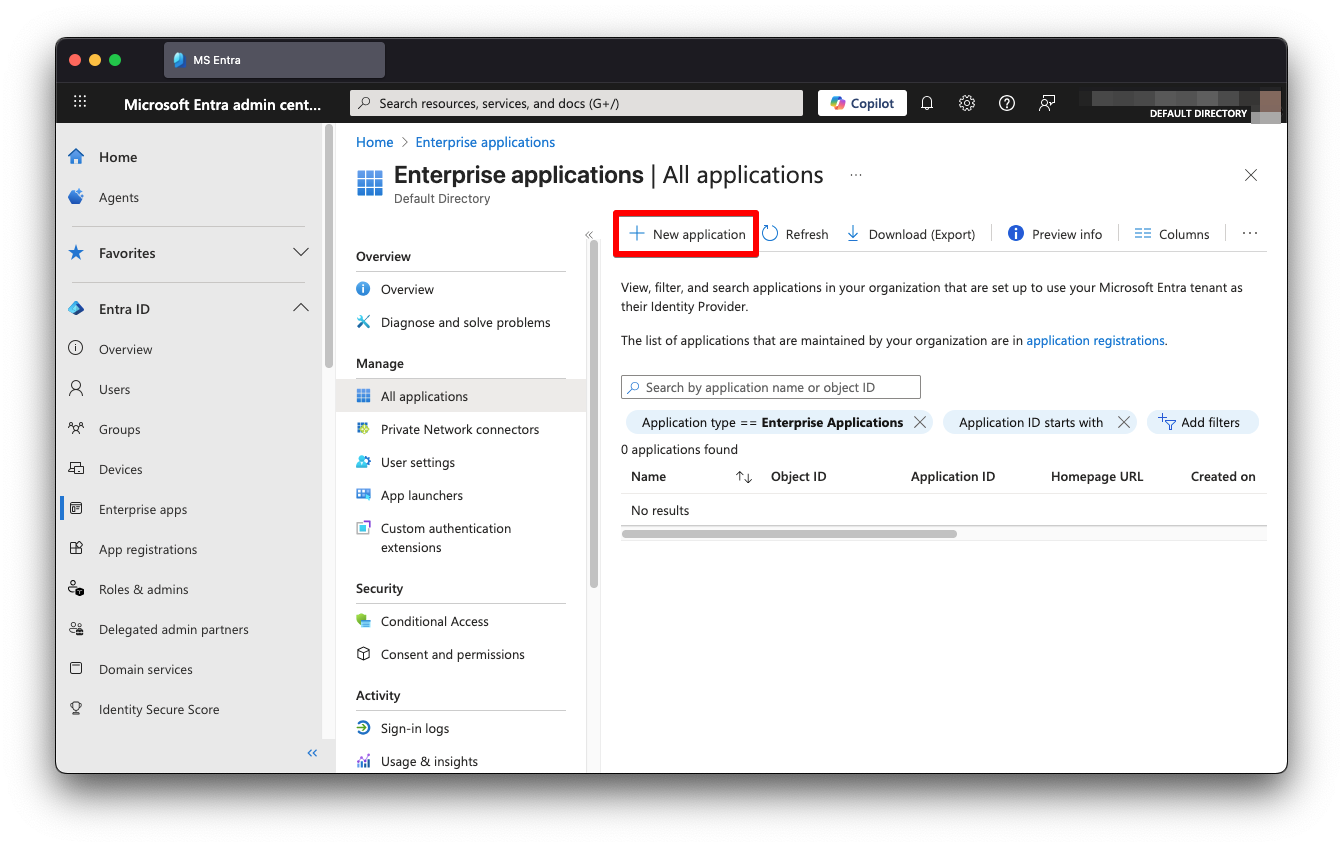 MS Entra
Microsoft Entra admin cent...
Search resources, services, and docs (G+/)
Copilot
DEFAULT DIRECTORY
Home
Agents
Favorites
Entra ID
Overview
Users
Groups
Devices
Enterprise apps
App registrations
Roles & admins
Delegated admin partners
Domain services
Identity Secure Score
Home > Enterprise applications
Enterprise applications | All applications
Default Directory
Overview
Overview
Diagnose and solve problems
Manage
All applications
Private Network connectors
User settings
App launchers
Custom authentication
extensions
Security
Conditional Access
Consent and permissions
Activity
Sign-in logs
Usage & insights
New application Refresh Download (Export) Preview info Columns
View, filter, and search applications in your organization that are set up to use your Microsoft Entra tenant as
their Identity Provider.
The list of applications that are maintained by your organization are in application registrations.
Search by application name or object ID
Application type == Enterprise Applications Application ID starts with Add filters
0 applications found
Name Object ID Application ID Homepage URL Created on
No results